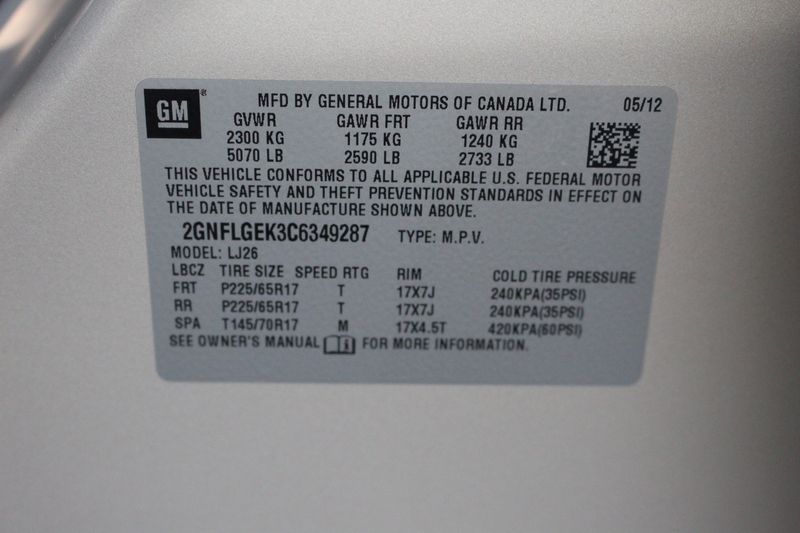 GM ®
MFD BY GENERAL MOTORS OF CANADA LTD. 05/12
GVWR GAWR FRT GAWR RR
2300 KG 1175 KG 1240 KG
5070 LB 2590 LB 2733 LB
THIS VEHICLE CONFORMS TO ALL APPLICABLE U.S. FEDERAL MOTOR
VEHICLE SAFETY AND THEFT PREVENTION STANDARDS IN EFFECT ON
THE DATE OF MANUFACTURE SHOWN ABOVE.
2GNFLGEK3C6349287 TYPE: M.P.V.
MODEL: LJ26
LBCZ TIRE SIZE SPEED RTG RIM COLD TIRE PRESSURE
FRT P225/65R17 T 17X7J 240KPA(35PSI)
RR P225/65R17 T 17X7J 240KPA(35PSI)
SPA T145/70R17 M 17X4.5T 420KPA(60PSI)
SEE OWNER'S MANUAL i FOR MORE INFORMATION.